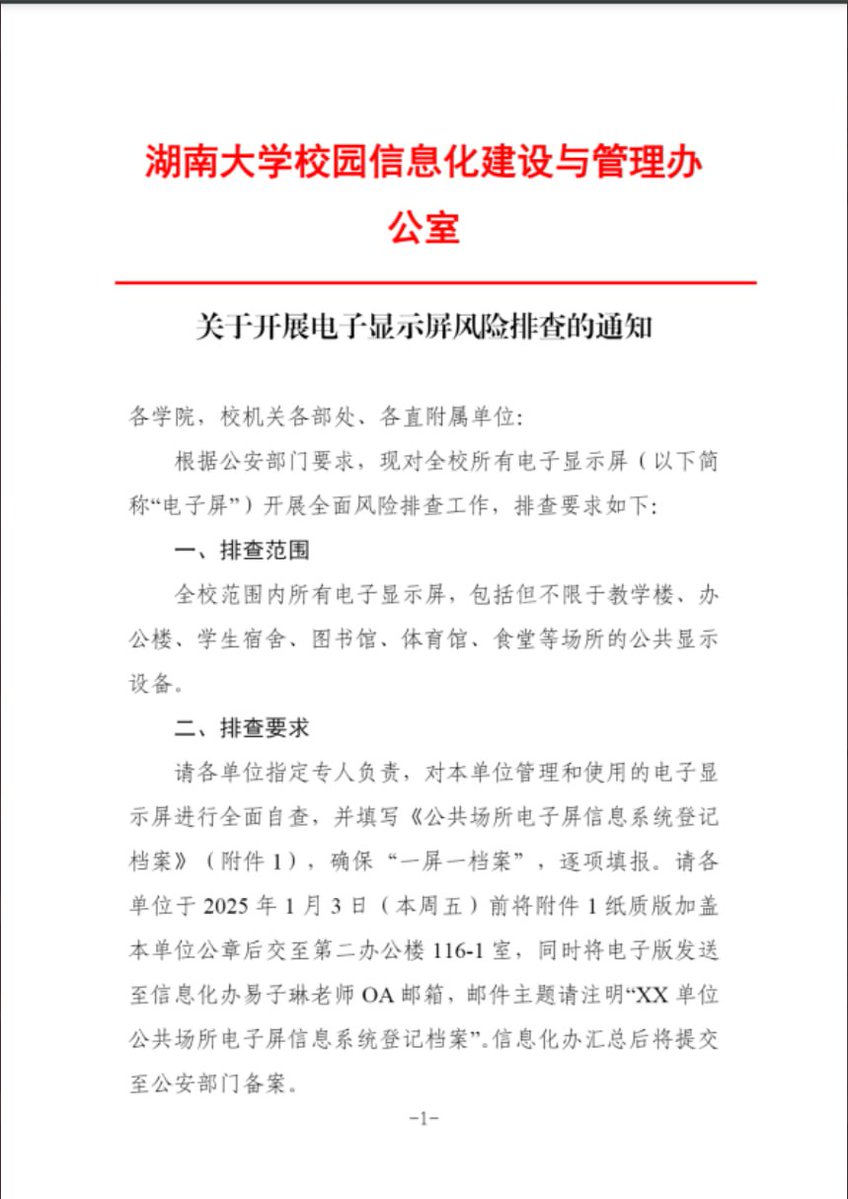 湖南大学校园信息化建设与管理办
公室
关于开展电子显示屏风险排查的通知
各学院，校机关各部处、各直附属单位：
根据公安部门要求，现对全校所有电子显示屏（以下简
称“电子屏”）开展全面风险排查工作，排查要求如下：
一、排查范围
全校范围内所有电子显示屏，包括但不限于教学楼、办
公楼、学生宿舍、图书馆、体育馆、食堂等场所的公共显示
设备。
二、排查要求
请各单位指定专人负责，对本单位管理和使用的电子显
示屏进行全面自查，并填写《公共场所电子屏信息系统登记
档案》（附件 1），确保“一屏一档案”，逐项填报。请各
单位于 2025 年 1 月 3 日（本周五）前将附件 1 纸质版加盖
本单位公章后交至第二办公楼 116-1 室，同时将电子版发送
至信息化办易子琳老师 OA 邮箱，邮件主题请注明“XX 单位
公共场所电子屏信息系统登记档案”。信息化办汇总后将提交
至公安部门备案。
-1-